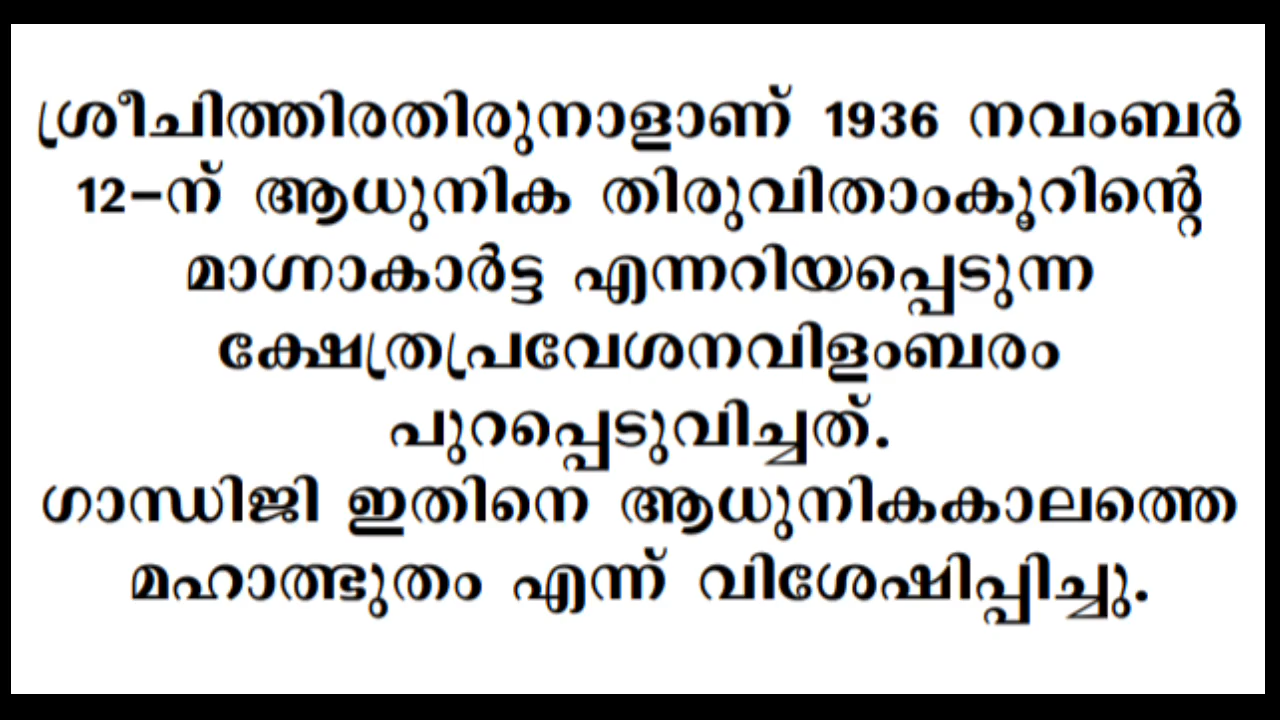 ശ്രീചിത്തിരതിരുനാളാണ് 1936 നവംബർ
12-ന് ആധുനിക തിരുവിതാംകൂറിന്റെ
മാഗ്നാകാർട്ട എന്നറിയപ്പെടുന്ന
ക്ഷേത്രപ്രവേശനവിളംബരം
പുറപ്പെടുവിച്ചത്.
ഗാന്ധിജി ഇതിനെ ആധുനികകാലത്തെ
മഹാത്ഭുതം എന്ന് വിശേഷിപ്പിച്ചു.